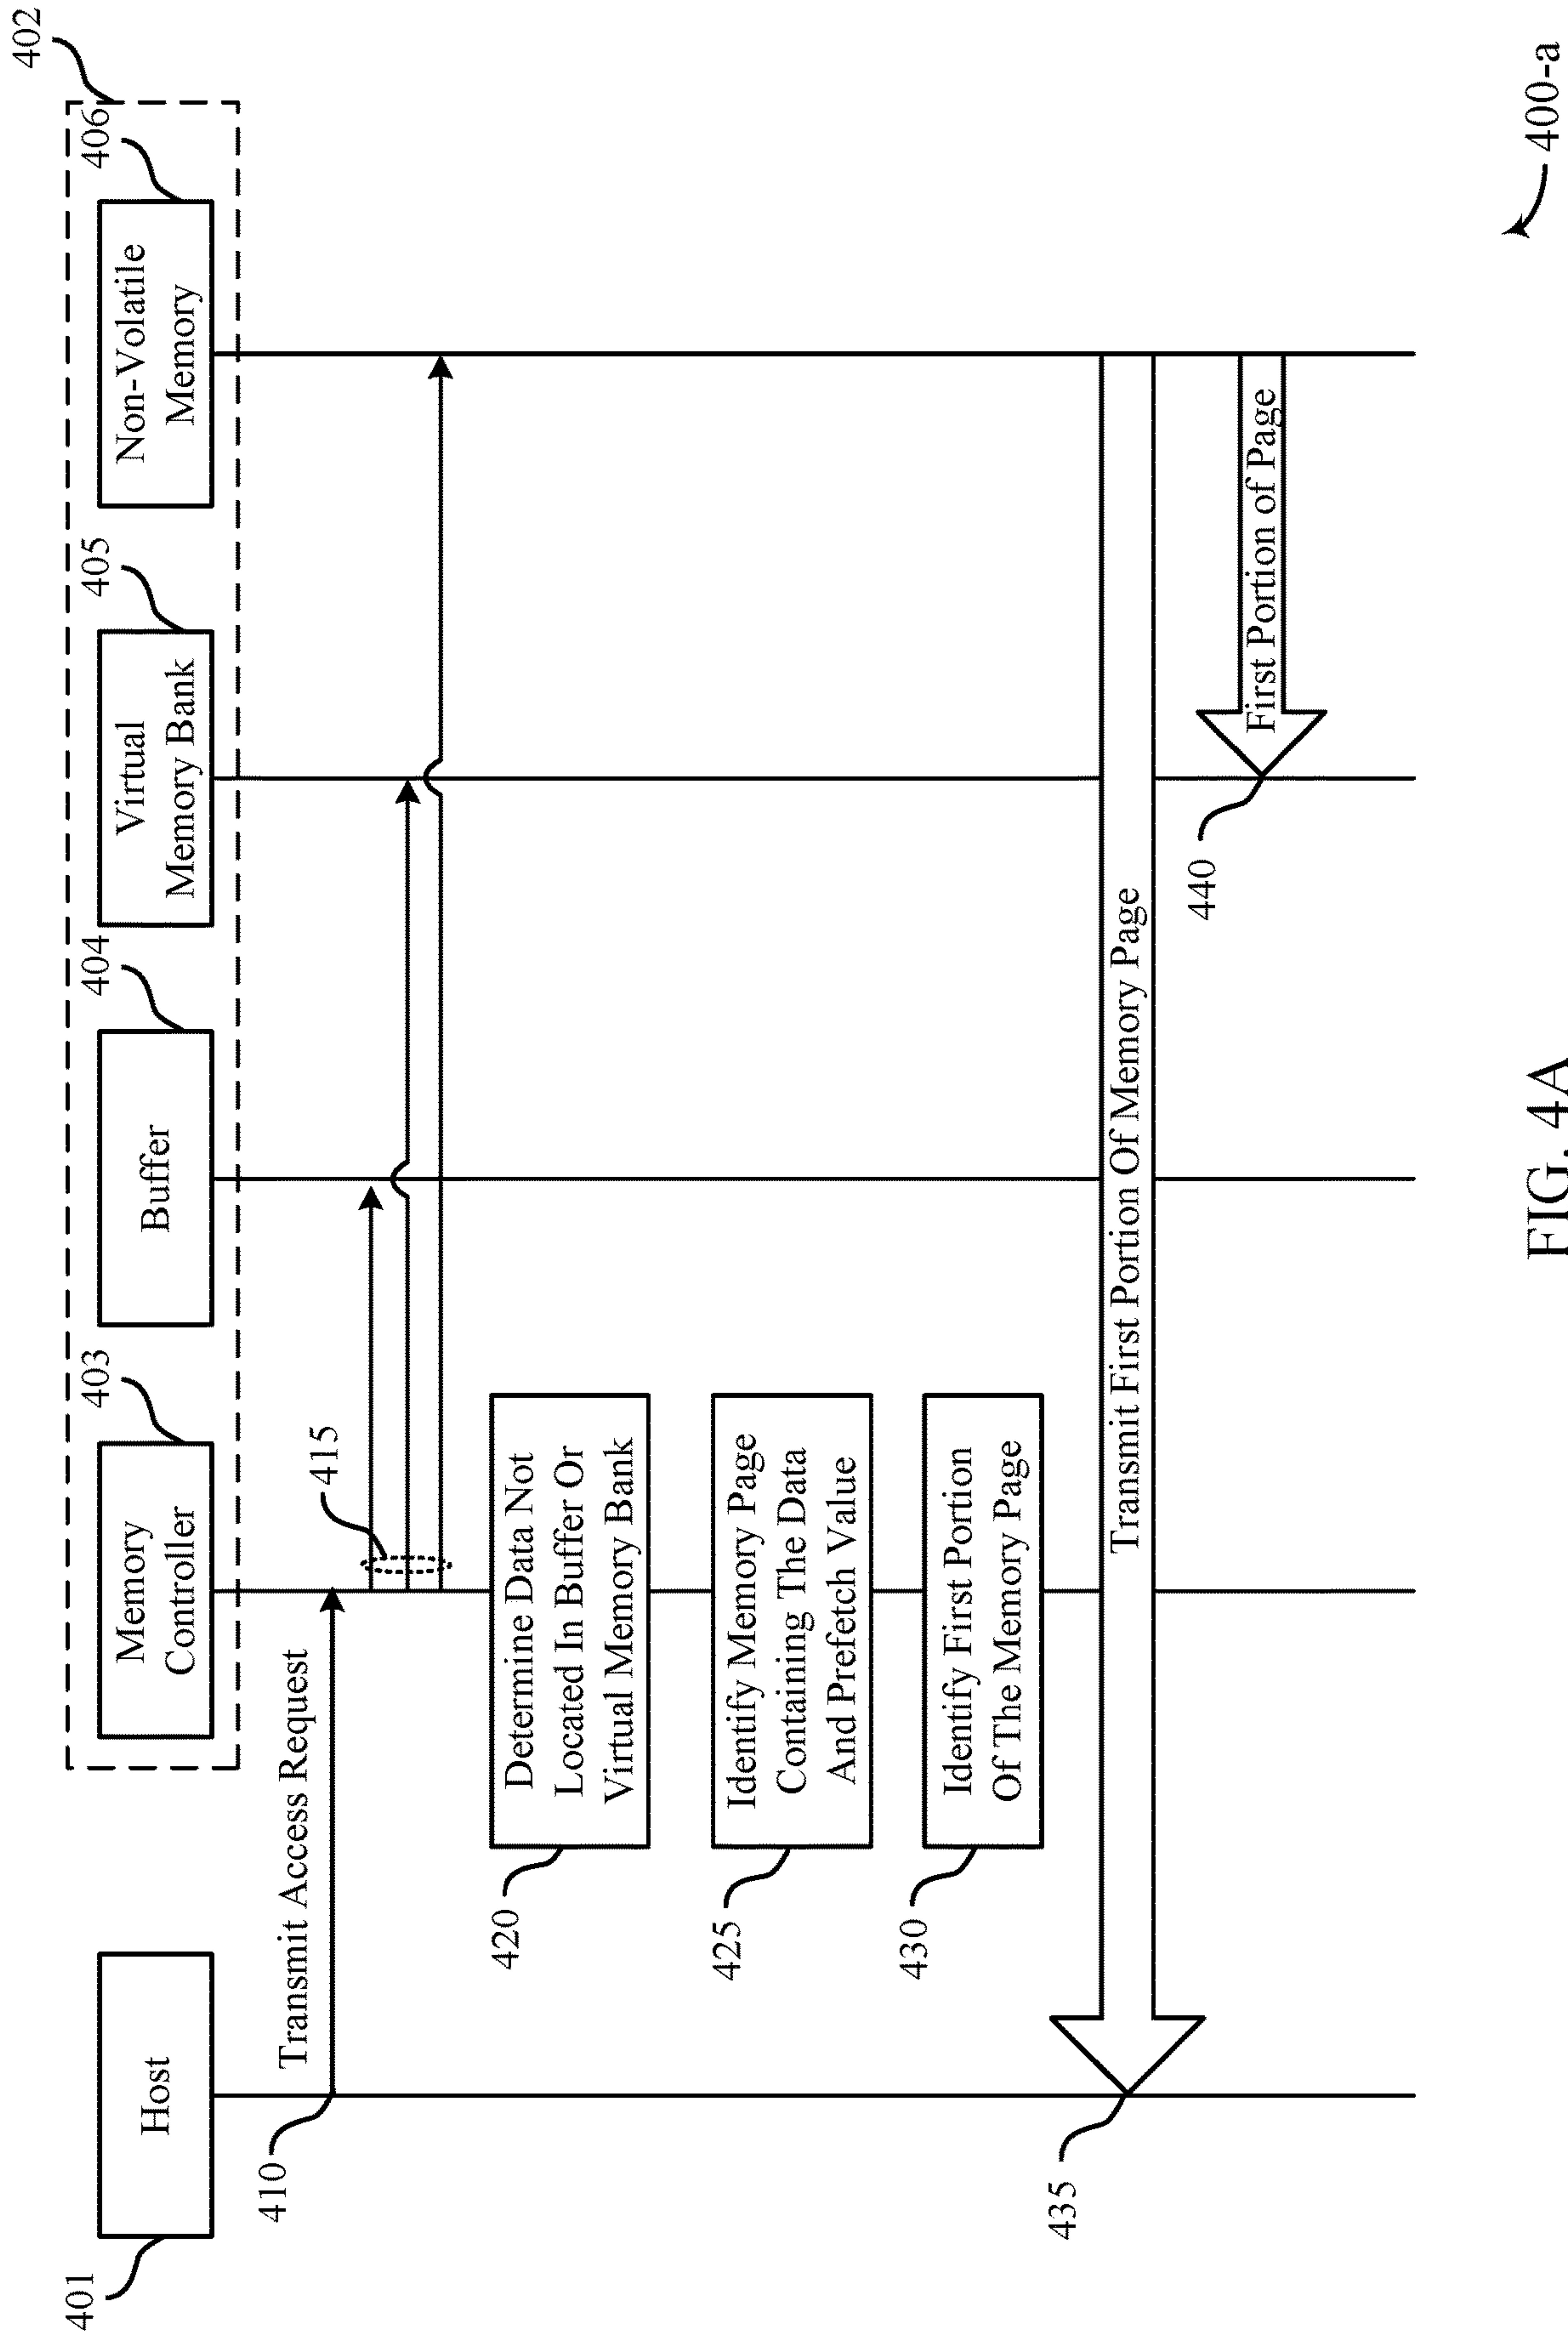 402
401
Host
403
Memory
Controller
404
Buffer
405
Virtual
Memory Bank
406
Non-Volatile
Memory
410
Transmit Access Request
415
420
Determine Data Not
Located In Buffer Or
Virtual Memory Bank
425
Identify Memory Page
Containing The Data
And Prefetch Value
430
Identify First Portion
Of The Memory Page
435
Transmit First Portion Of Memory Page
440
First Portion of Page
400-a
FIG. 4A